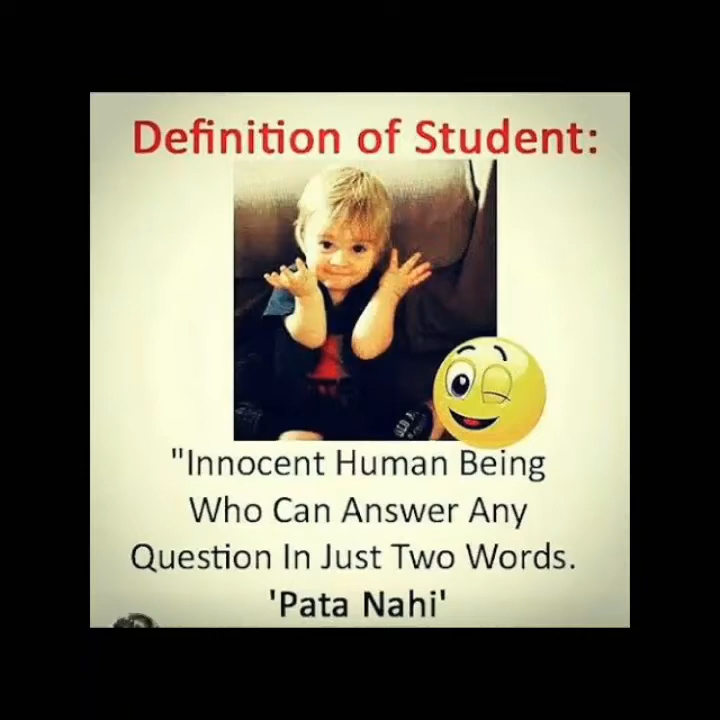 Definition of Student:
"Innocent Human Being
Who Can Answer Any
Question In Just Two Words.
'Pata Nahi'